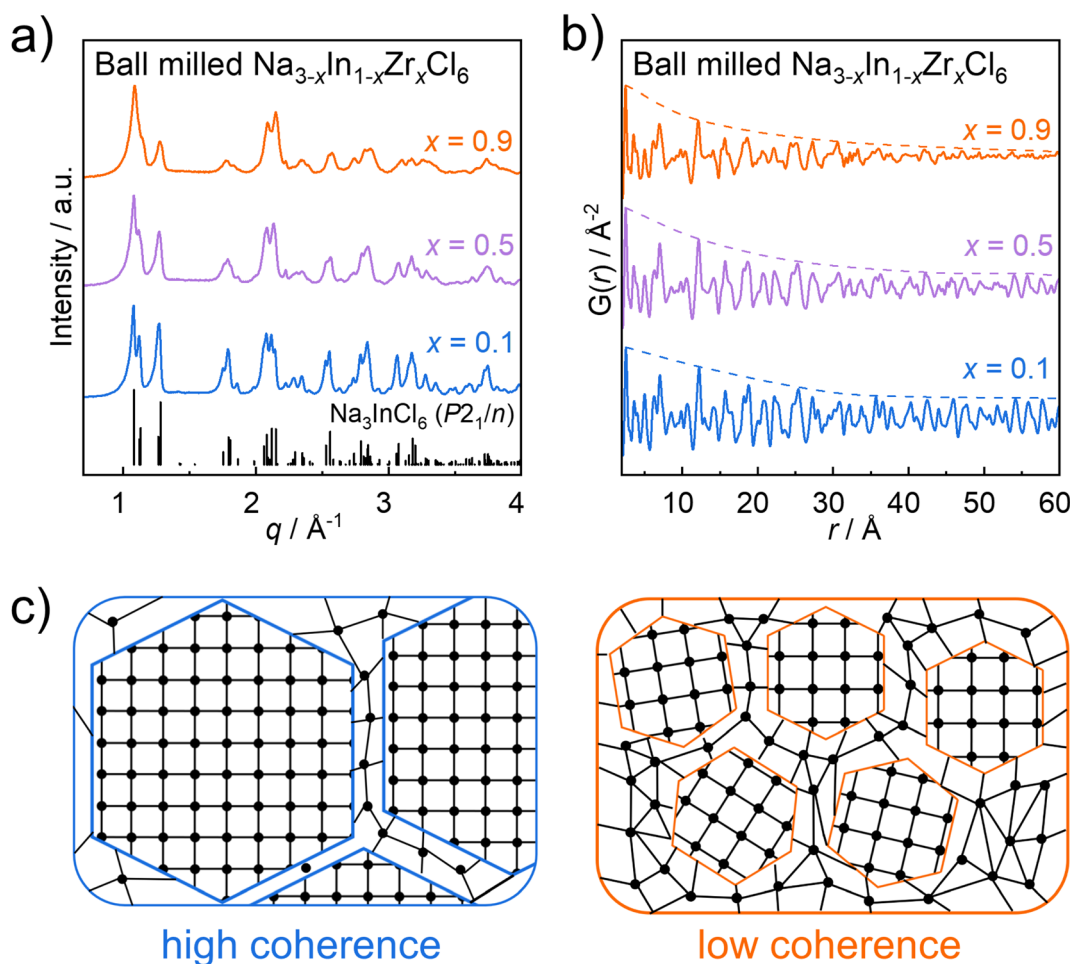 a)
Ball milled Na₃₋ₓIn₁₋ₓZrₓCl₆
x = 0.9
x = 0.5
x = 0.1
Na₃InCl₆ (P2₁/n)
Intensity / a.u.
1 2 3 4
q / Å⁻¹
b)
Ball milled Na₃₋ₓIn₁₋ₓZrₓCl₆
x = 0.9
x = 0.5
x = 0.1
G(r) / Å⁻²
10 20 30 40 50 60
r / Å
c)
high coherence
low coherence